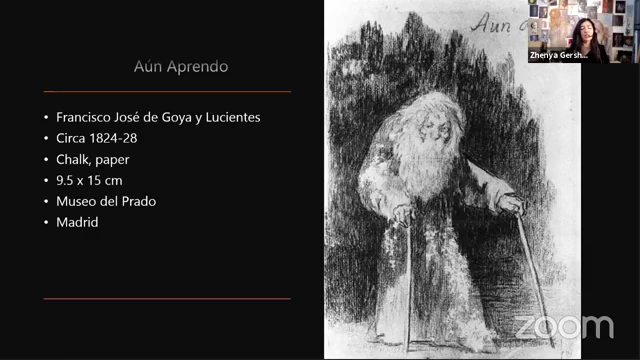 Aún Aprendo
• Francisco José de Goya y Lucientes
• Circa 1824-28
• Chalk, paper
• 9.5 x 15 cm
• Museo del Prado
• Madrid
Aun
Zhenya Gersh...
zoom